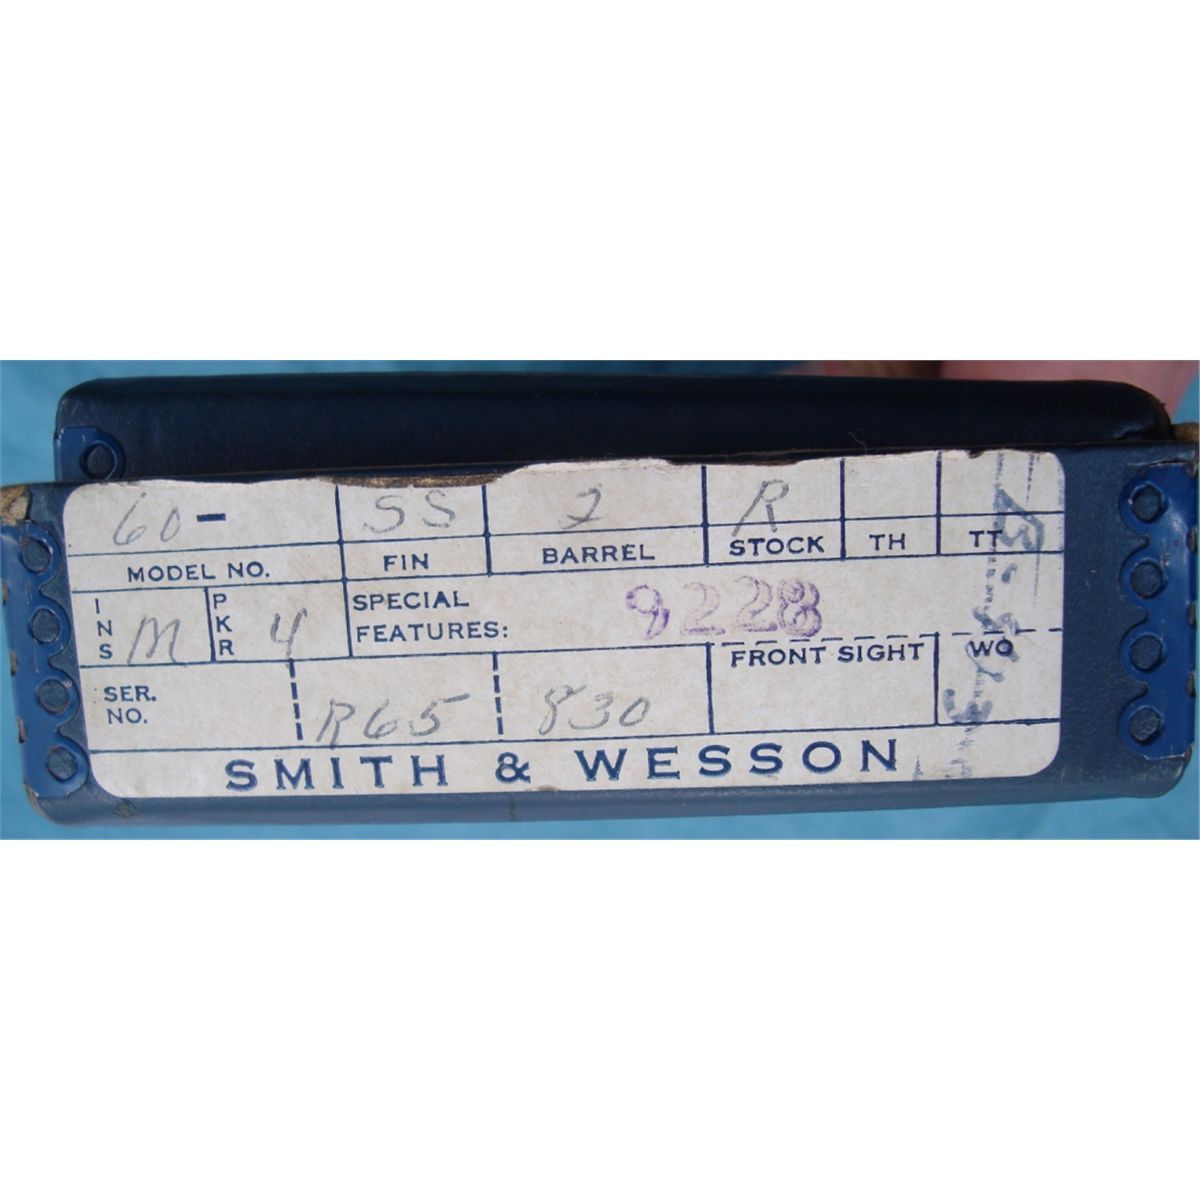 60- SS 2 R
MODEL NO. FIN BARREL STOCK TH TT
INS M PKR 4 SPECIAL FEATURES: 9228
FRONT SIGHT WO
SER. NO. R65 830
SMITH & WESSON